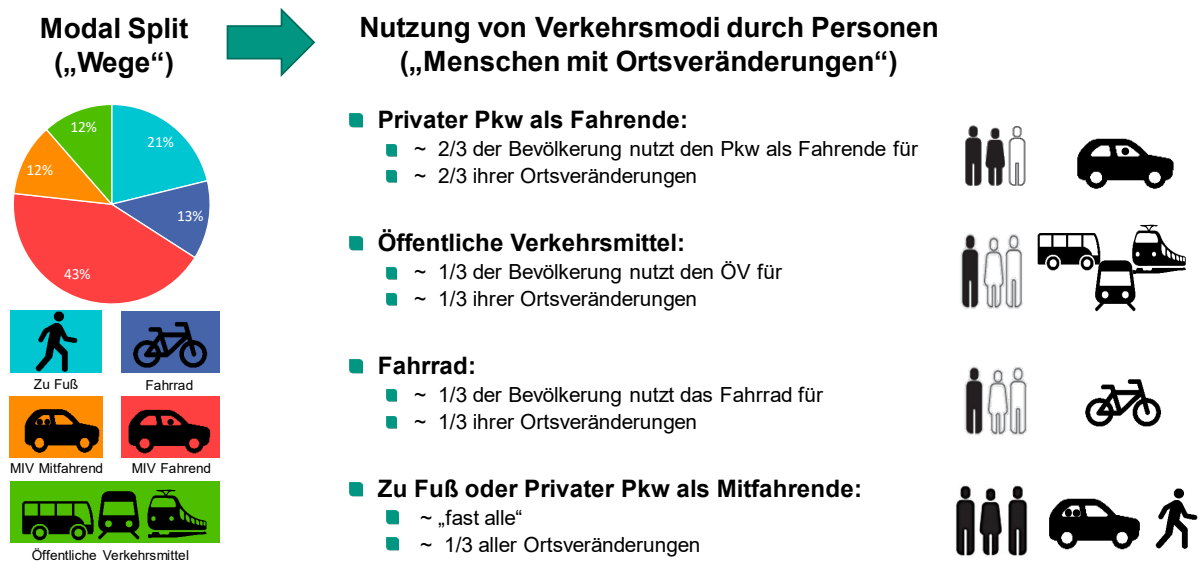 Modal Split
(„Wege“)
Nutzung von Verkehrsmodi durch Personen
(„Menschen mit Ortsveränderungen“)
12%
21%
12%
13%
43%
Zu Fuß
Fahrrad
MIV Mitfahrend
MIV Fahrend
Öffentliche Verkehrsmittel
Privater Pkw als Fahrende:
~ 2/3 der Bevölkerung nutzt den Pkw als Fahrende für
~ 2/3 ihrer Ortsveränderungen
Öffentliche Verkehrsmittel:
~ 1/3 der Bevölkerung nutzt den ÖV für
~ 1/3 ihrer Ortsveränderungen
Fahrrad:
~ 1/3 der Bevölkerung nutzt das Fahrrad für
~ 1/3 ihrer Ortsveränderungen
Zu Fuß oder Privater Pkw als Mitfahrende:
~ „fast alle“
~ 1/3 aller Ortsveränderungen